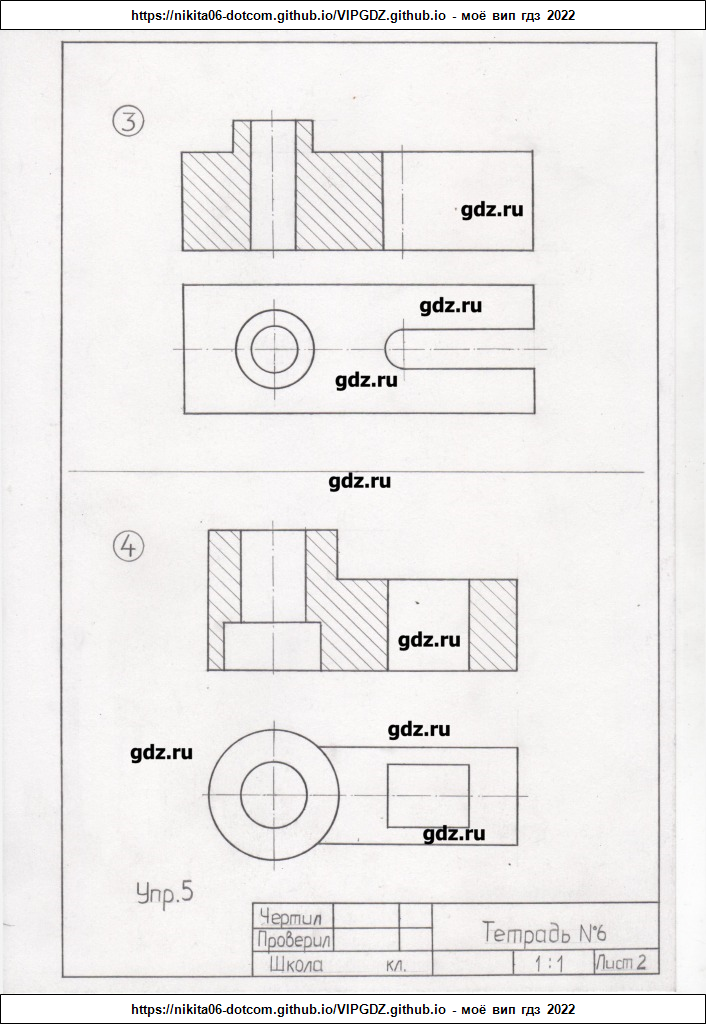 https://nikita06-dotcom.github.io/VIPGDZ.github.io - моё вип гдз 2022
3
gdz.ru
gdz.ru
gdz.ru
gdz.ru
4
gdz.ru
gdz.ru
gdz.ru
gdz.ru
Упр.5
Чертил
Проверил
Тетрадь №6
Школа кл.
1:1
Лист 2
https://nikita06-dotcom.github.io/VIPGDZ.github.io - моё вип гдз 2022